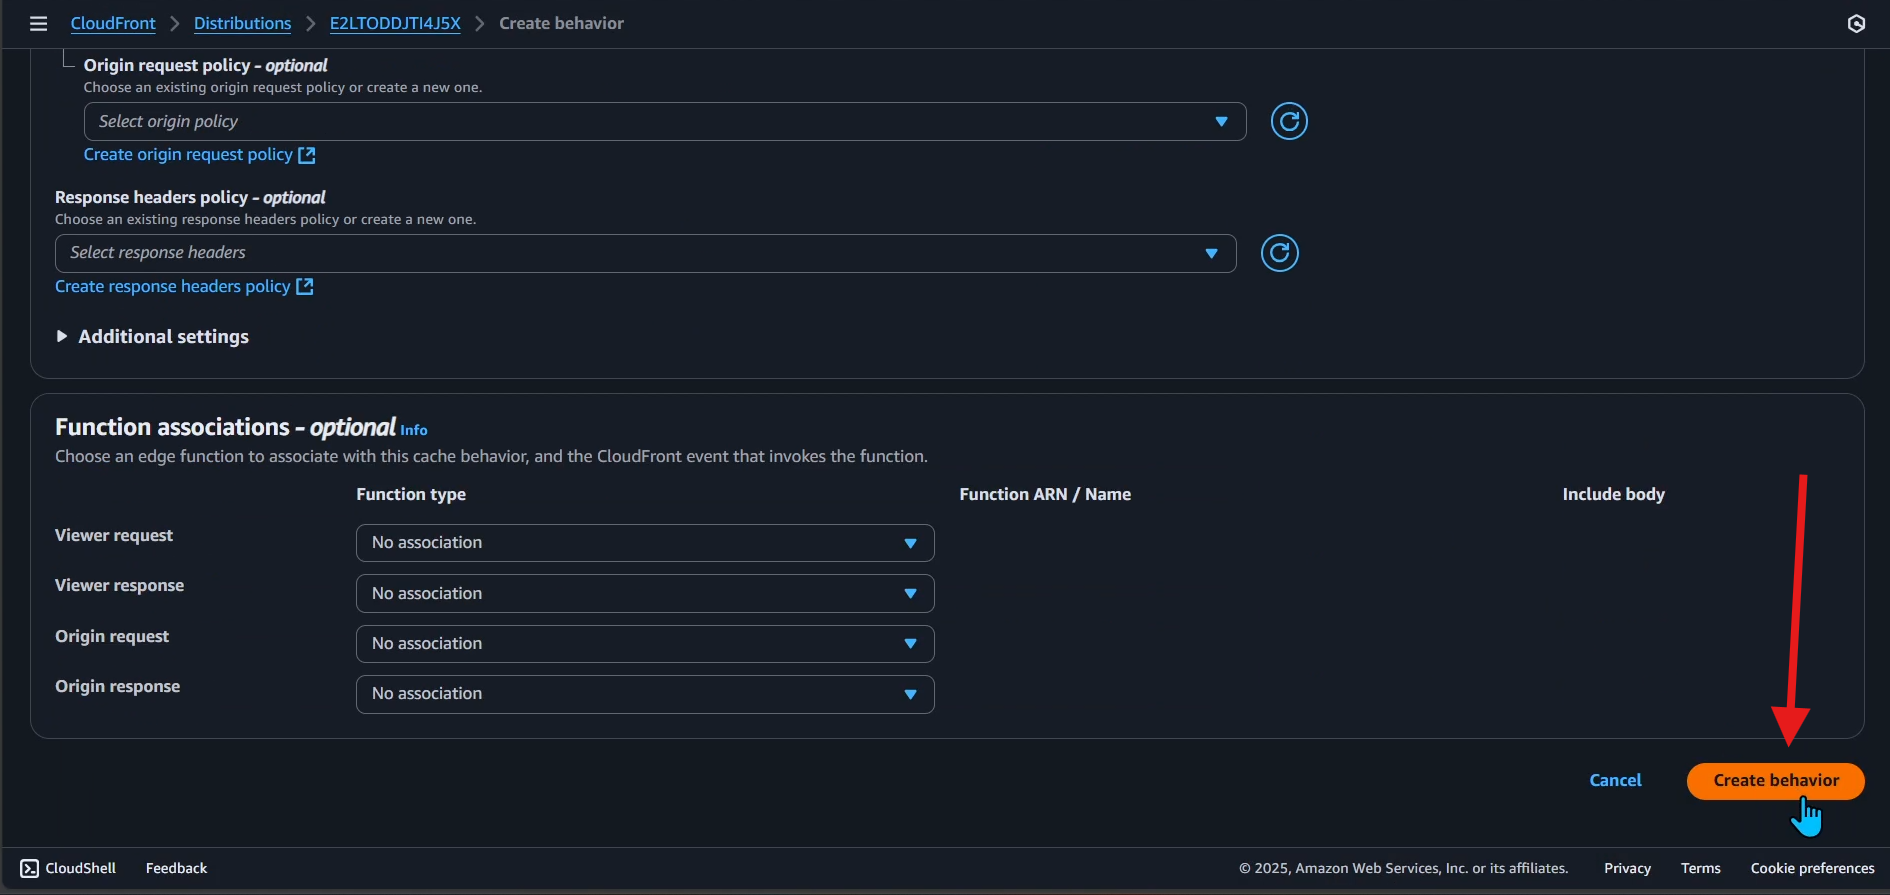 CloudFront > Distributions > E2LTODDJTI4J5X > Create behavior
Origin request policy - optional
Choose an existing origin request policy or create a new one.
Select origin policy
Create origin request policy
Response headers policy - optional
Choose an existing response headers policy or create a new one.
Select response headers
Create response headers policy
Additional settings
Function associations - optional Info
Choose an edge function to associate with this cache behavior, and the CloudFront event that invokes the function.
Function type Function ARN / Name Include body
Viewer request No association
Viewer response No association
Origin request No association
Origin response No association
Cancel Create behavior
CloudShell Feedback © 2025, Amazon Web Services, Inc. or its affiliates. Privacy Terms Cookie preferences